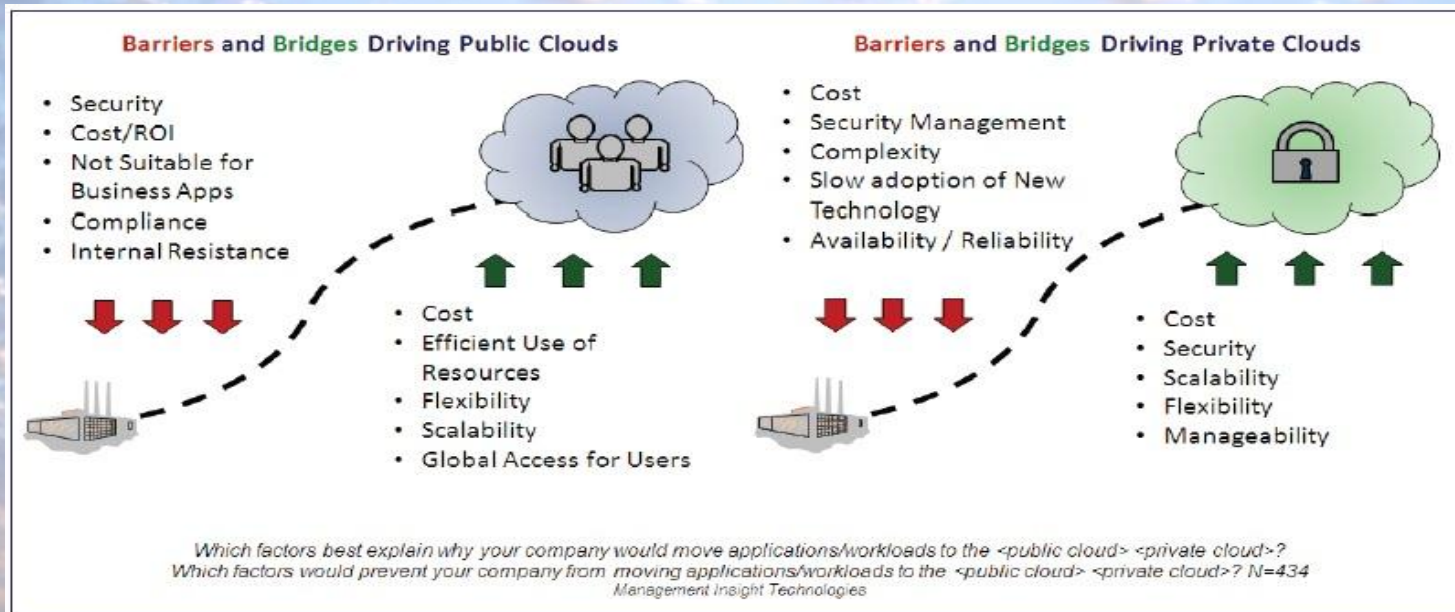 Barriers and Bridges Driving Public Clouds
• Security
• Cost/ROI
• Not Suitable for
Business Apps
• Compliance
• Internal Resistance
• Cost
• Efficient Use of
Resources
• Flexibility
• Scalability
• Global Access for Users
Barriers and Bridges Driving Private Clouds
• Cost
• Security Management
• Complexity
• Slow adoption of New
Technology
• Availability / Reliability
• Cost
• Security
• Scalability
• Flexibility
• Manageability
Which factors best explain why your company would move applications/workloads to the <public cloud> <private cloud>?
Which factors would prevent your company from moving applications/workloads to the <public cloud> <private cloud>? N=434
Management Insight Technologies